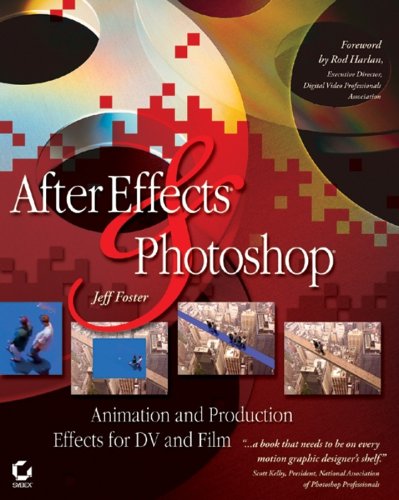 Foreword
by Rod Harlan,
Executive Director,
Digital Video Professionals
Association
After Effects®
&
Photoshop®
Jeff Foster
Animation and Production
Effects for DV and Film
"...a book that needs to be on every
motion graphic designer's shelf."
Scott Kelby, President, National Association
of Photoshop Professionals
SYBEX